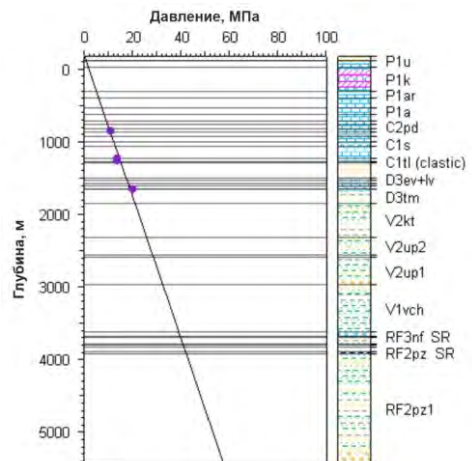 Давление, МПа
0 20 40 60 80 100
0
1000
2000
3000
4000
5000
Глубина, м
P1u
P1k
P1ar
P1a
C2pd
C1s
C1tl (clastic)
D3ev+lv
D3tm
V2kt
V2up2
V2up1
V1vch
RF3nf SR
RF2pz SR
RF2pz1